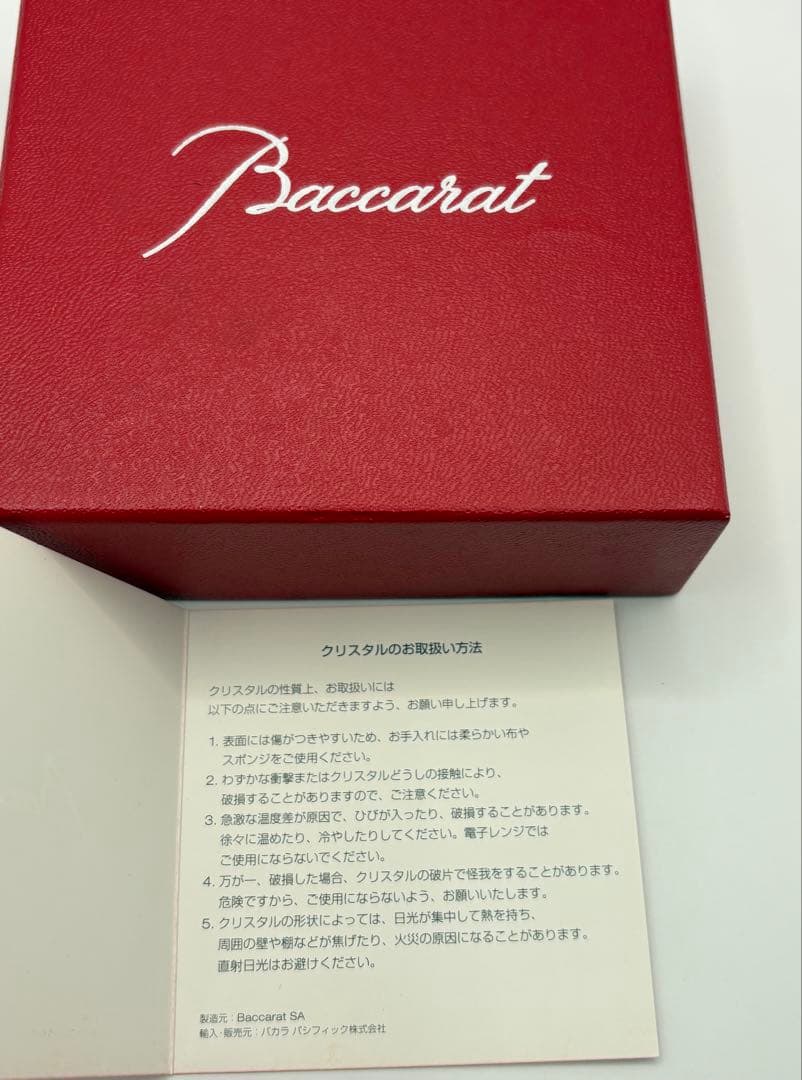 Baccarat
クリスタルのお取扱い方法
クリスタルの性質上、お取扱いには
以下の点にご注意いただきますよう、お願い申し上げます。
1. 表面には傷がつきやすいため、お手入れには柔らかい布や
スポンジをご使用ください。
2. わずかな衝撃またはクリスタルどうしの接触により、
破損することがありますので、ご注意ください。
3. 急激な温度差が原因で、ひびが入ったり、破損することがあります。
徐々に温めたり、冷やしたりしてください。電子レンジでは
ご使用にならないでください。
4. 万が一、破損した場合、クリスタルの破片で怪我をすることがあります。
危険ですから、ご使用にならないよう、お願いいたします。
5. クリスタルの形状によっては、日光が集中して熱を持ち、
周囲の壁や棚などが焦げたり、火災の原因になることがあります。
直射日光はお避けください。
製造元：Baccarat SA
輸入・販売元：バカラ パシフィック株式会社